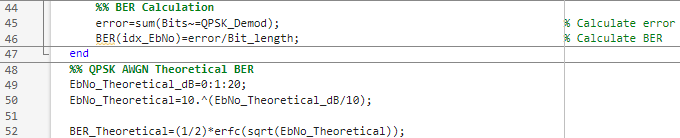 44 %% BER Calculation
45 error=sum(Bits~=QPSK_Demod); % Calculate error
46 BER(idx_EbNo)=error/Bit_length; % Calculate BER
47 end
48 %% QPSK AWGN Theoretical BER
49 EbNo_Theoretical_dB=0:1:20;
50 EbNo_Theoretical=10.^(EbNo_Theoretical_dB/10);
51
52 BER_Theoretical=(1/2)*erfc(sqrt(EbNo_Theoretical));